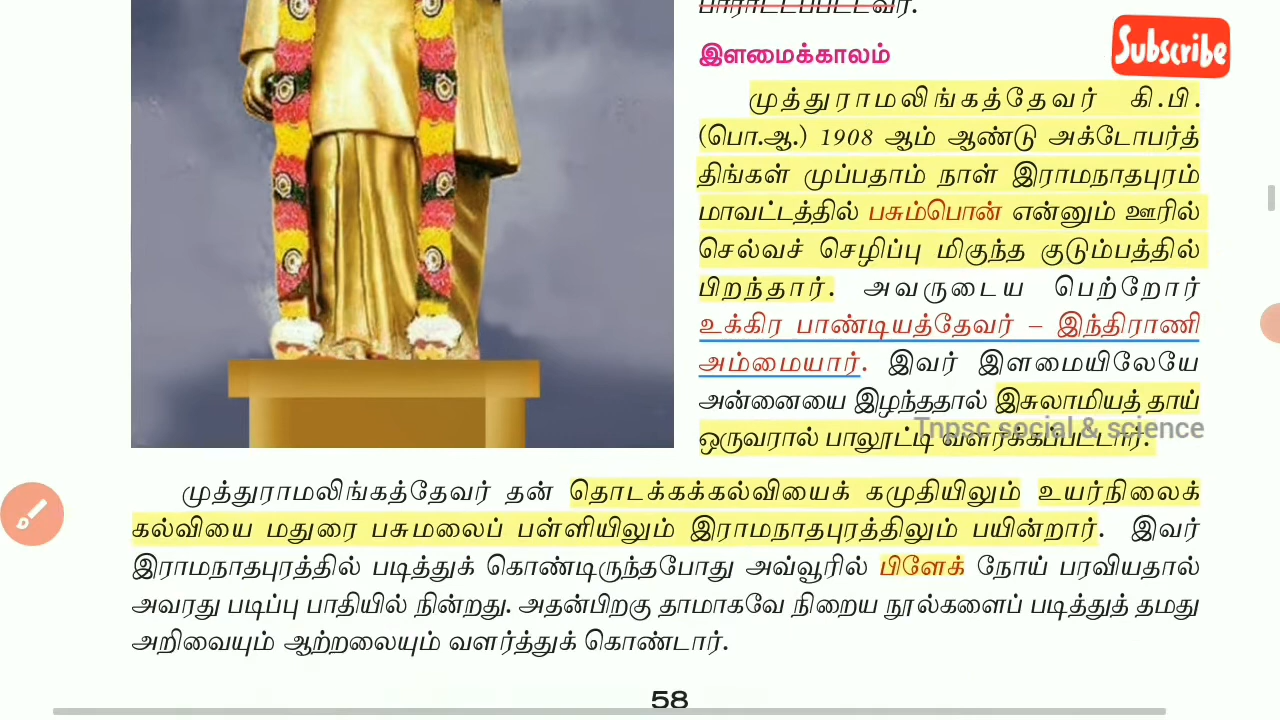 பாராட்டப்பட்டவர்.
Subscribe
இளமைக்காலம்
முத்துராமலிங்கத்தேவர் கி.பி.
(பொ.ஆ.) 1908 ஆம் ஆண்டு அக்டோபர்த்
திங்கள் முப்பதாம் நாள் இராமநாதபுரம்
மாவட்டத்தில் பசும்பொன் என்னும் ஊரில்
செல்வச் செழிப்பு மிகுந்த குடும்பத்தில்
பிறந்தார். அவருடைய பெற்றோர்
உக்கிர பாண்டியத்தேவர் – இந்திராணி
அம்மையார். இவர் இளமையிலேயே
அன்னையை இழந்ததால் இசுலாமியத் தாய்
ஒருவரால் பாலூட்டி வளர்க்கப்பட்டார்.
Tnpsc social & science
முத்துராமலிங்கத்தேவர் தன் தொடக்கக்கல்வியைக் கமுதியிலும் உயர்நிலைக்
கல்வியை மதுரை பசுமலைப் பள்ளியிலும் இராமநாதபுரத்திலும் பயின்றார். இவர்
இராமநாதபுரத்தில் படித்துக் கொண்டிருந்தபோது அவ்வூரில் பிளேக் நோய் பரவியதால்
அவரது படிப்பு பாதியில் நின்றது. அதன்பிறகு தாமாகவே நிறைய நூல்களைப் படித்துத் தமது
அறிவையும் ஆற்றலையும் வளர்த்துக் கொண்டார்.
58